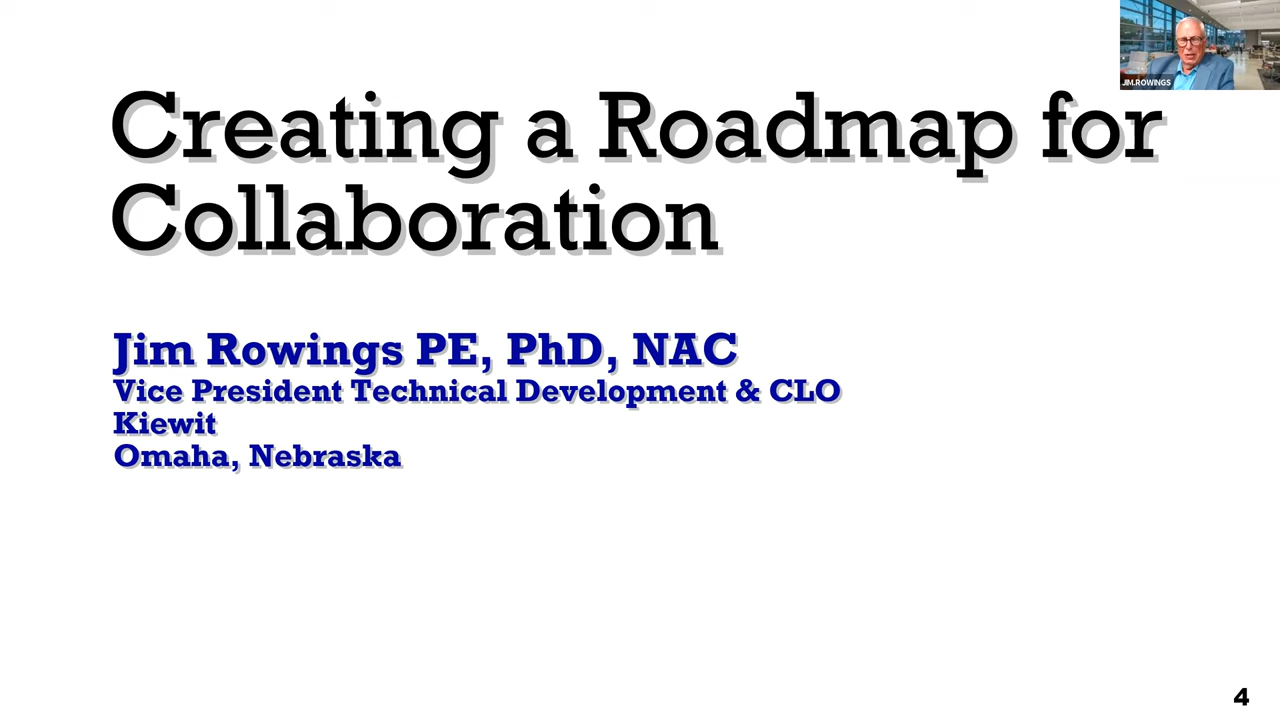 JIM.ROWINGS
Creating a Roadmap for
Collaboration
Jim Rowings PE, PhD, NAC
Vice President Technical Development & CLO
Kiewit
Omaha, Nebraska
4